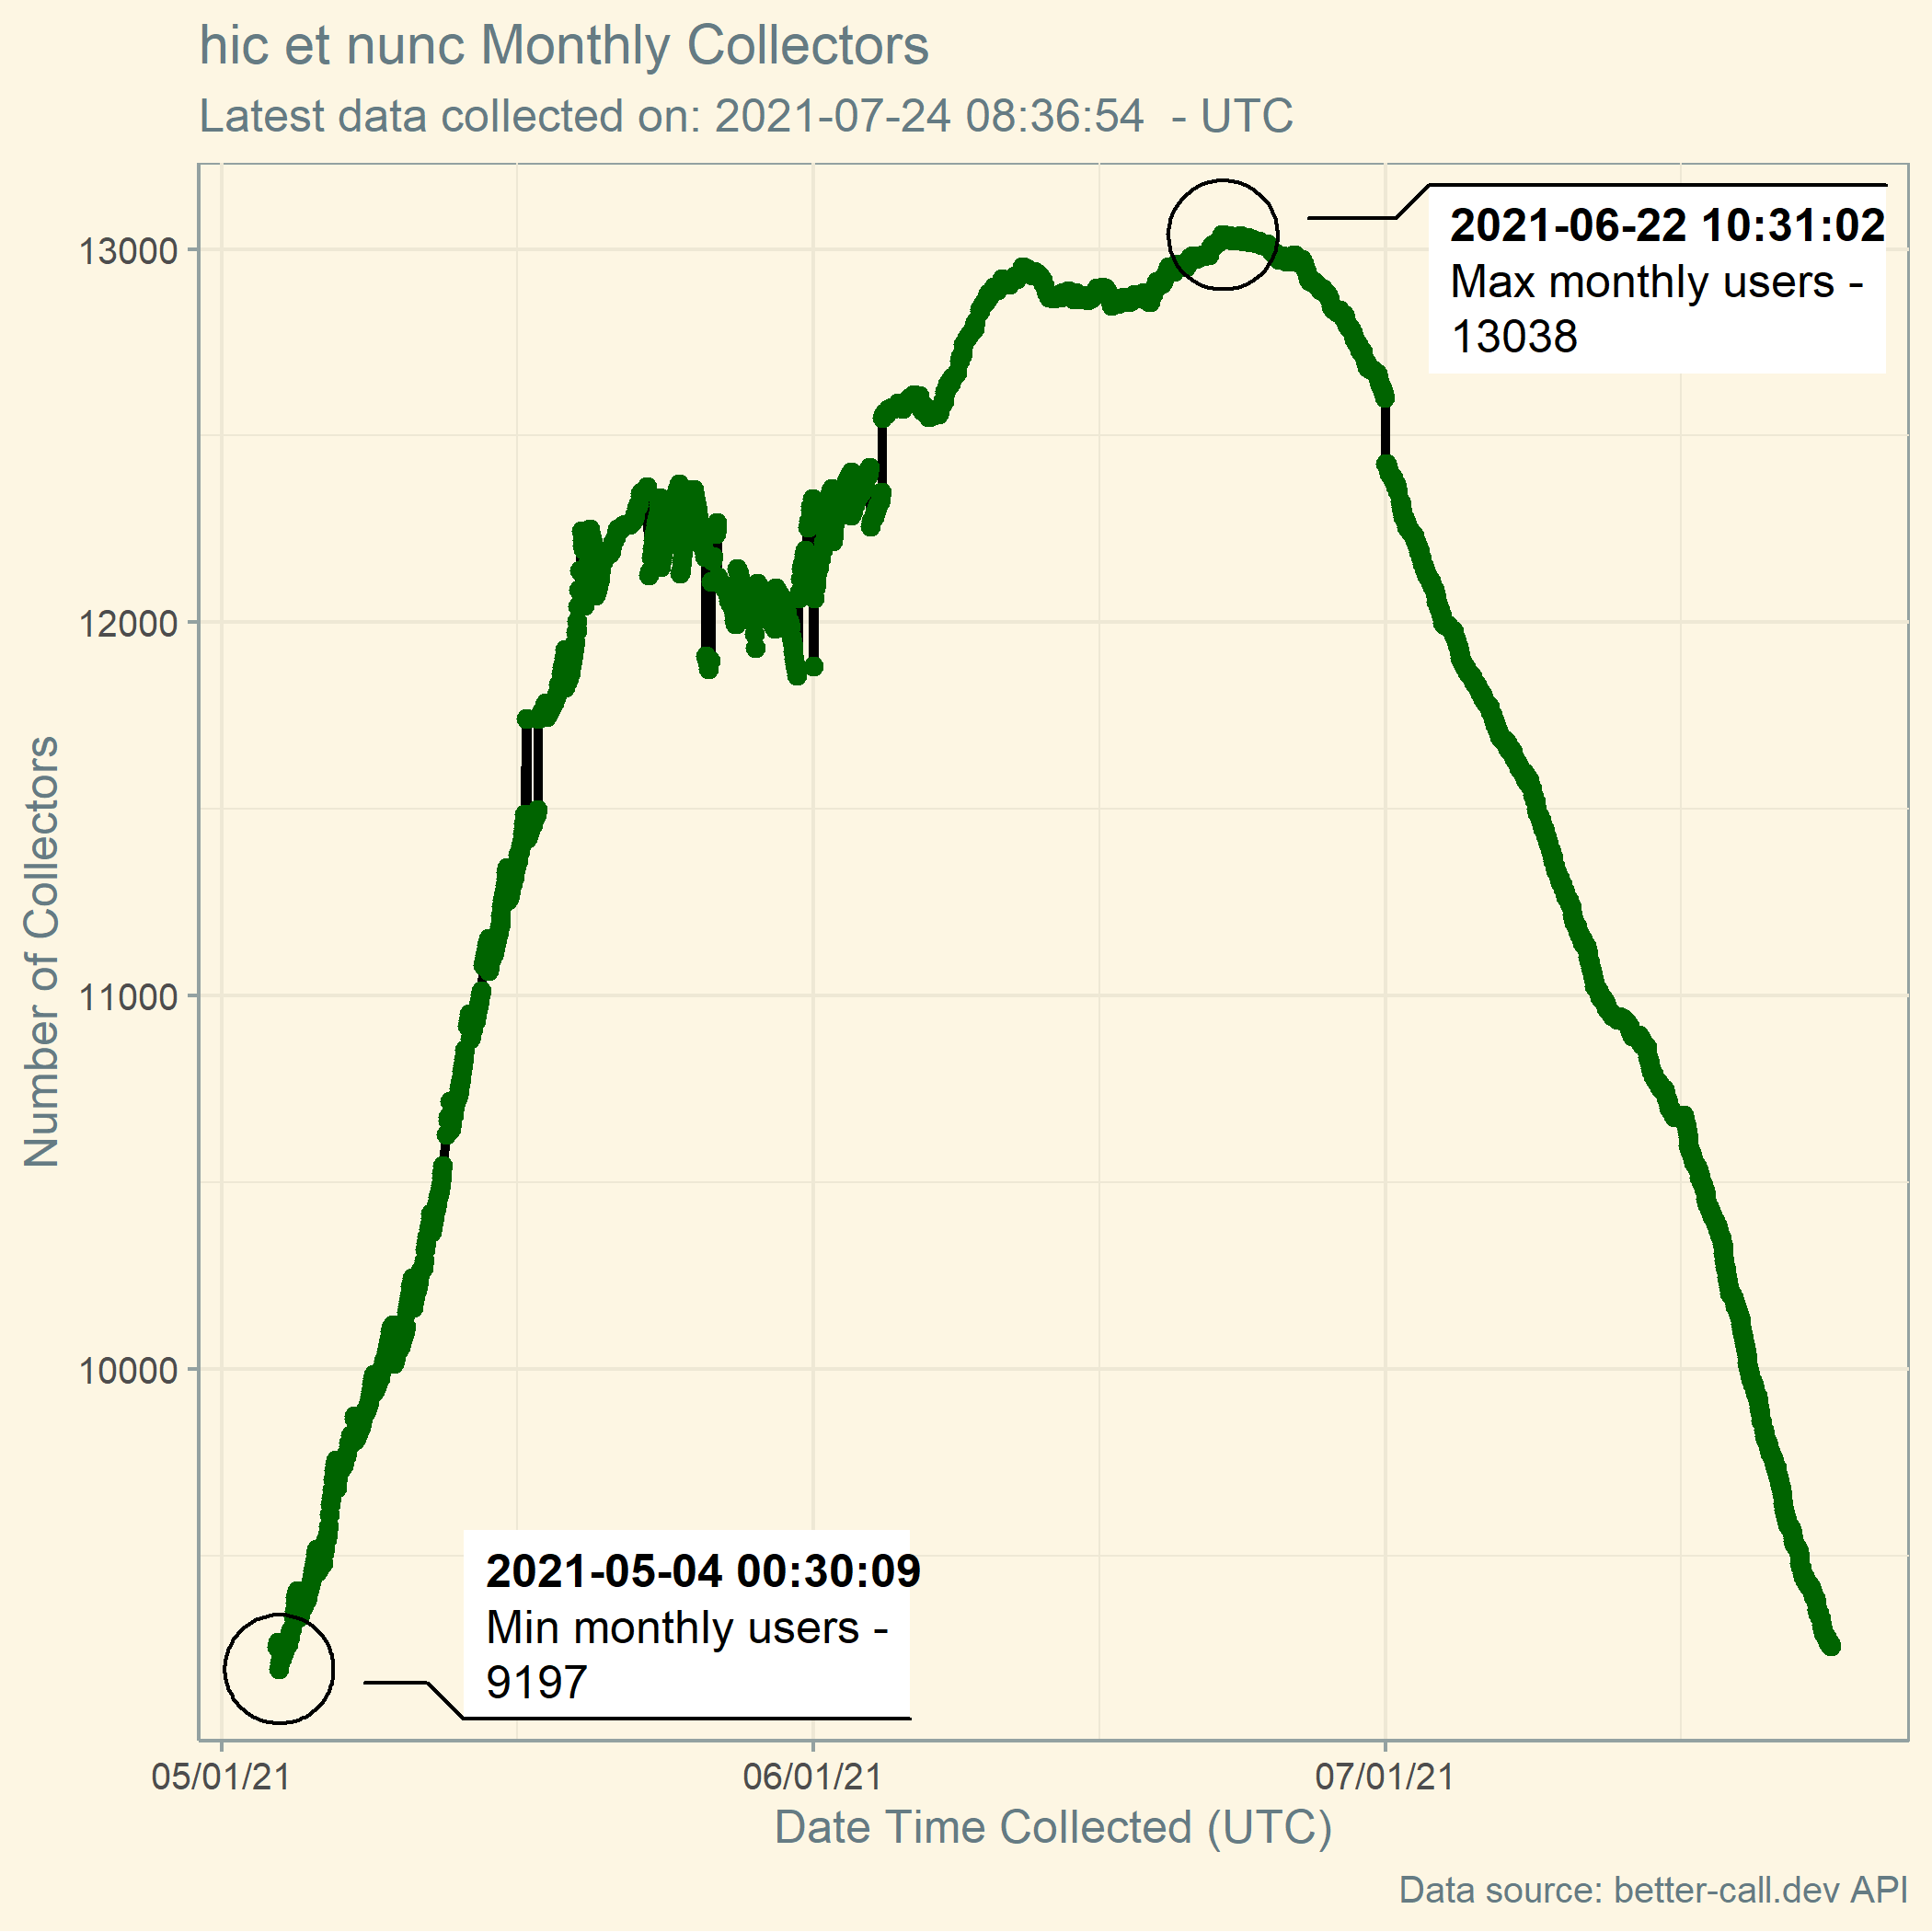 hic et nunc Monthly Collectors
Latest data collected on: 2021-07-24 08:36:54  - UTC
2021-06-22 10:31:02
Max monthly users -
13038
13000
12000
11000
10000
Number of Collectors
2021-05-04 00:30:09
Min monthly users -
9197
05/01/21
06/01/21
07/01/21
Date Time Collected (UTC)
Data source: better-call.dev API